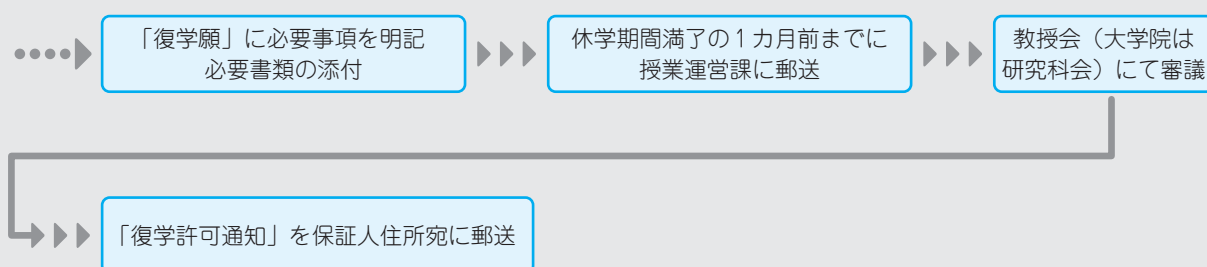 「復学願」に必要事項を明記
必要書類の添付
休学期間満了の1カ月前までに
授業運営課に郵送
教授会（大学院は
研究科会）にて審議
「復学許可通知」を保証人住所宛に郵送